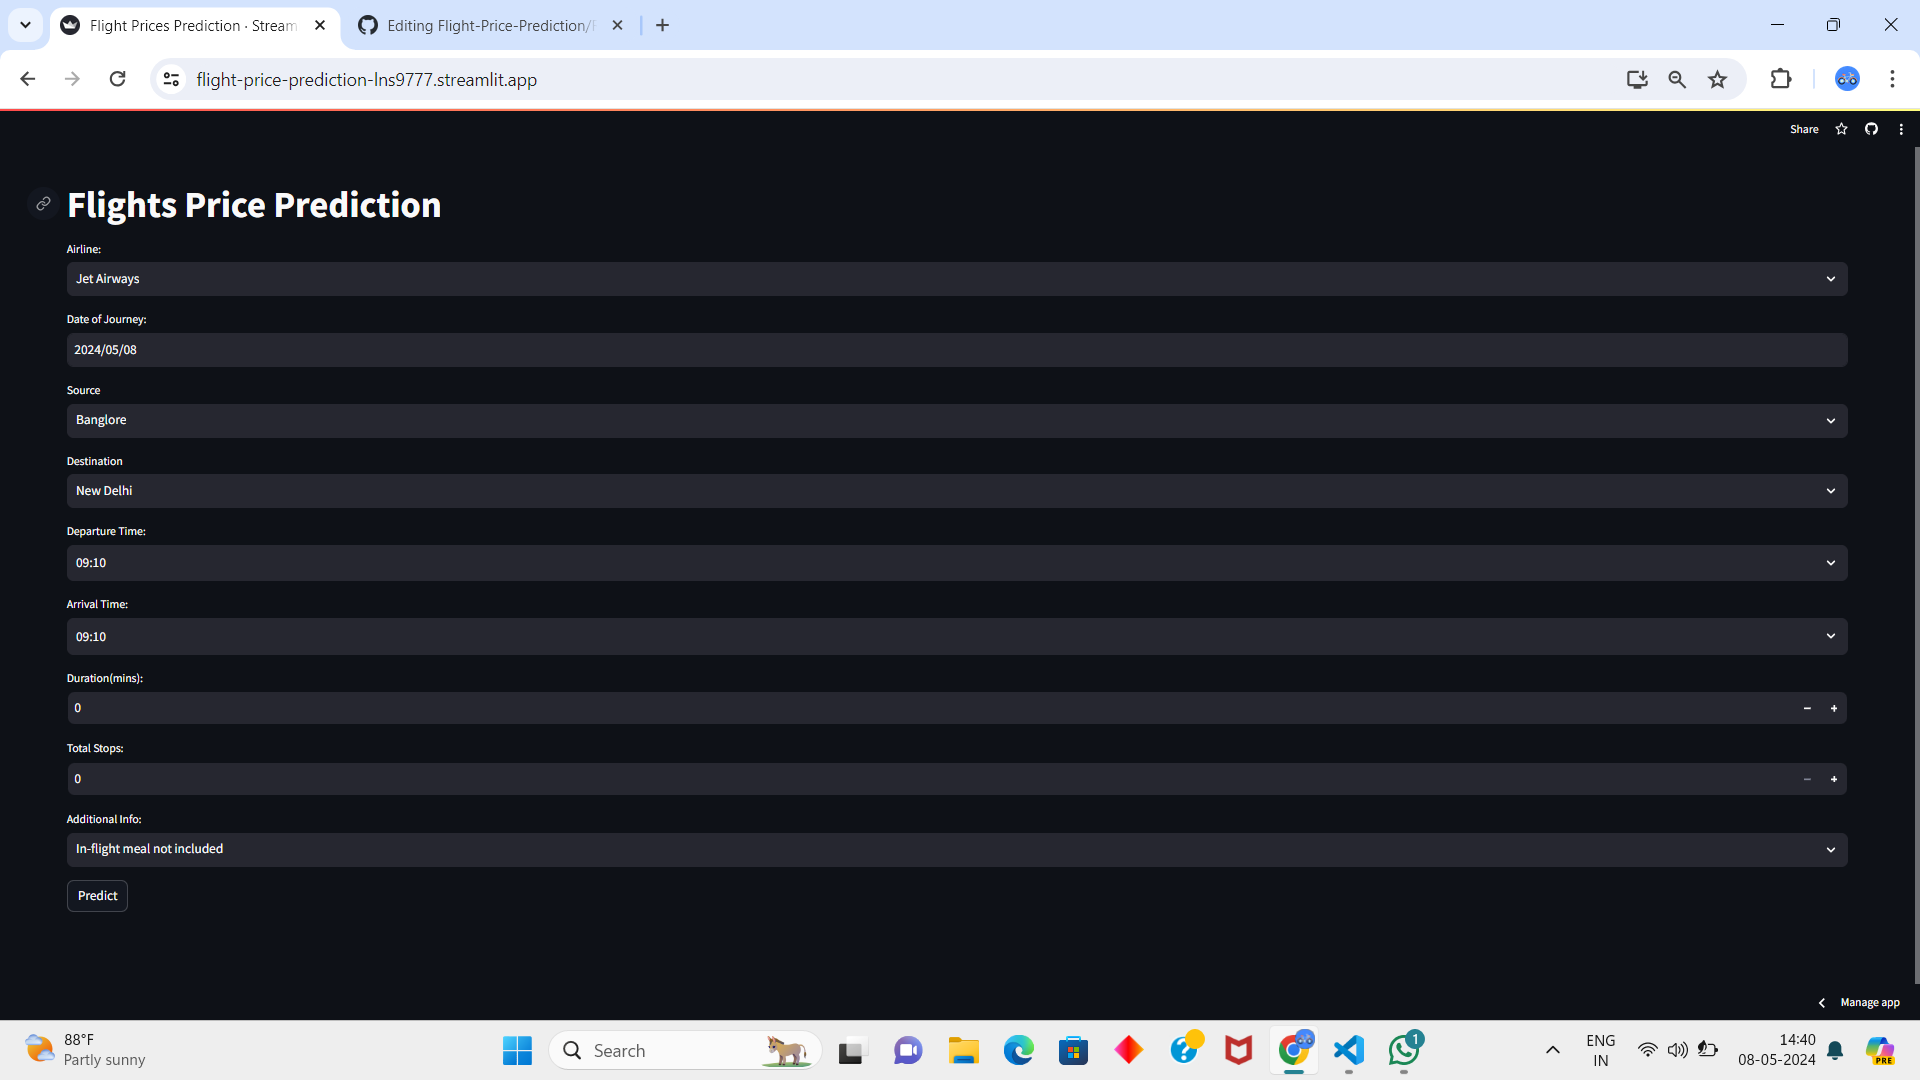 Flight Prices Prediction · Stream
Editing Flight-Price-Prediction/
flight-price-prediction-lns9777.streamlit.app
Share
Flights Price Prediction
Airline:
Jet Airways
Date of Journey:
2024/05/08
Source
Banglore
Destination
New Delhi
Departure Time:
09:10
Arrival Time:
09:10
Duration(mins):
0
Total Stops:
0
Additional Info:
In-flight meal not included
Predict
Manage app
88°F
Partly sunny
Search
1
ENG
IN
14:40
08-05-2024
PRE